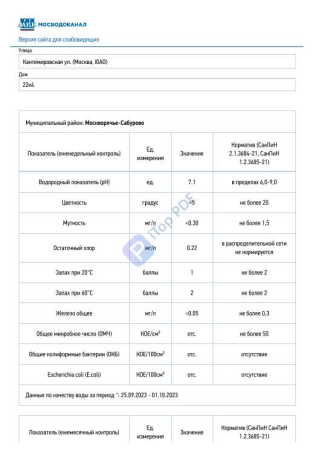 МОСВОДОКАНАЛ
Версия сайта для слабовидящих
Улица
Кантемировская ул. (Москва, ЮАО)
Дом
22к4
Муниципальный район: Москворечье-Сабурово
Показатель (еженедельный контроль) Ед. измерения Значение Норматив (СанПиН 2.1.3684-21, СанПиН 1.2.3685-21)
Водородный показатель (pH) ед. 7.1 в пределах 6,0-9,0
Цветность градус <5 не более 20
Мутность мг/л <0.30 не более 1,5
Остаточный хлор мг/л 0.22 в распределительной сети не нормируется
Запах при 20°C баллы 1 не более 2
Запах при 60°C баллы 2 не более 2
Железо общее мг/л <0.05 не более 0,3
Общее микробное число (ОМЧ) КОЕ/см³ отс. не более 50
Общие колиформные бактерии (ОКБ) КОЕ/100см³ отс. отсутствие
Escherichia coli (E.coli) КОЕ/100см³ отс. отсутствие
Данные по качеству воды за период *: 25.09.2023 - 01.10.2023
Показатель (ежемесячный контроль) Ед. измерения Значение Норматив (СанПиН СанПиН 1.2.3685-21)
iTop PDF